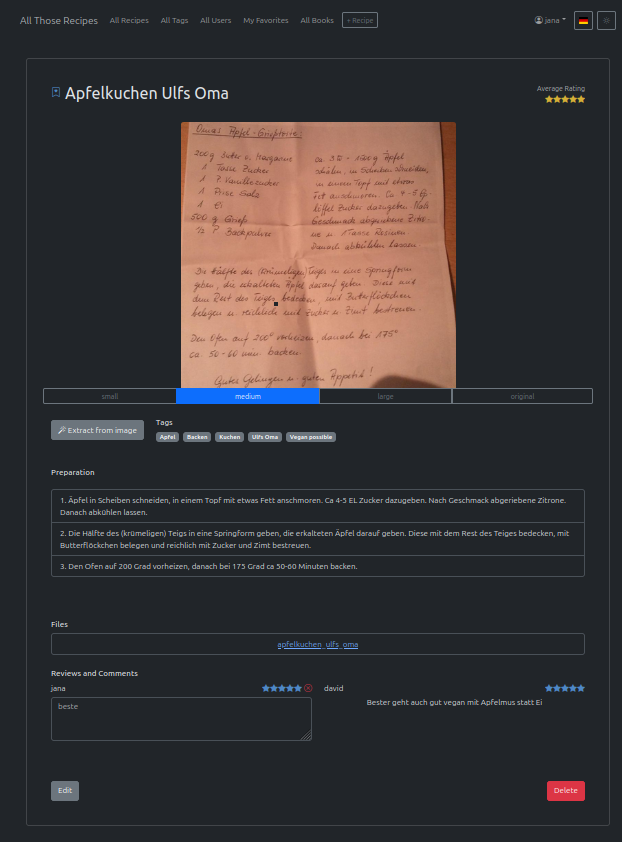 All Those Recipes All Recipes All Tags All Users My Favorites All Books + Recipe jana
Apfelkuchen Ulfs Oma
Average Rating
Omas Äpfel-Grießtorte:
200g Butter o. Margarine
1 Tasse Zucker
1 P. Vanillezucker
1 Prise Salz
1 Ei
500 g Grieß
½ P. Backpulver
ca. 1200 g Äpfel
schälen, in Scheiben schneiden,
in einem Topf mit etwas
Fett anschmoren. Ca 4-5 Eß-
löffel Zucker dazugeben. Nach
Geschmack abgeriebene Zitro-
ne u. 1 Tasse Rosinen.
Danach abkühlen lassen.
Die Hälfte des (krümeligen) Teiges in eine Springform
geben, die erkalteten Äpfel darauf geben. Diese mit
dem Rest des Teiges bedecken, mit Butterflöckchen
belegen u. reichlich mit Zucker u. Zimt bestreuen.
Den Ofen auf 200° vorheizen, danach bei 175°
ca. 50-60 min. backen.
Gutes Gelingen u. guten Appetit!
small medium large original
Extract from image
Tags
Apfel Backen Kuchen Ulfs Oma Vegan possible
Preparation
1. Äpfel in Scheiben schneiden, in einem Topf mit etwas Fett anschmoren. Ca 4-5 EL Zucker dazugeben. Nach Geschmack abgeriebene Zitrone.
Danach abkühlen lassen.
2. Die Hälfte des (krümeligen) Teigs in eine Springform geben, die erkalteten Äpfel darauf geben. Diese mit dem Rest des Teiges bedecken, mit
Butterflöckchen belegen und reichlich mit Zucker und Zimt bestreuen.
3. Den Ofen auf 200 Grad vorheizen, danach bei 175 Grad ca 50-60 Minuten backen.
Files
apfelkuchen_ulfs_oma
Reviews and Comments
jana
beste
david
Bester geht auch gut vegan mit Apfelmus statt Ei
Edit
Delete